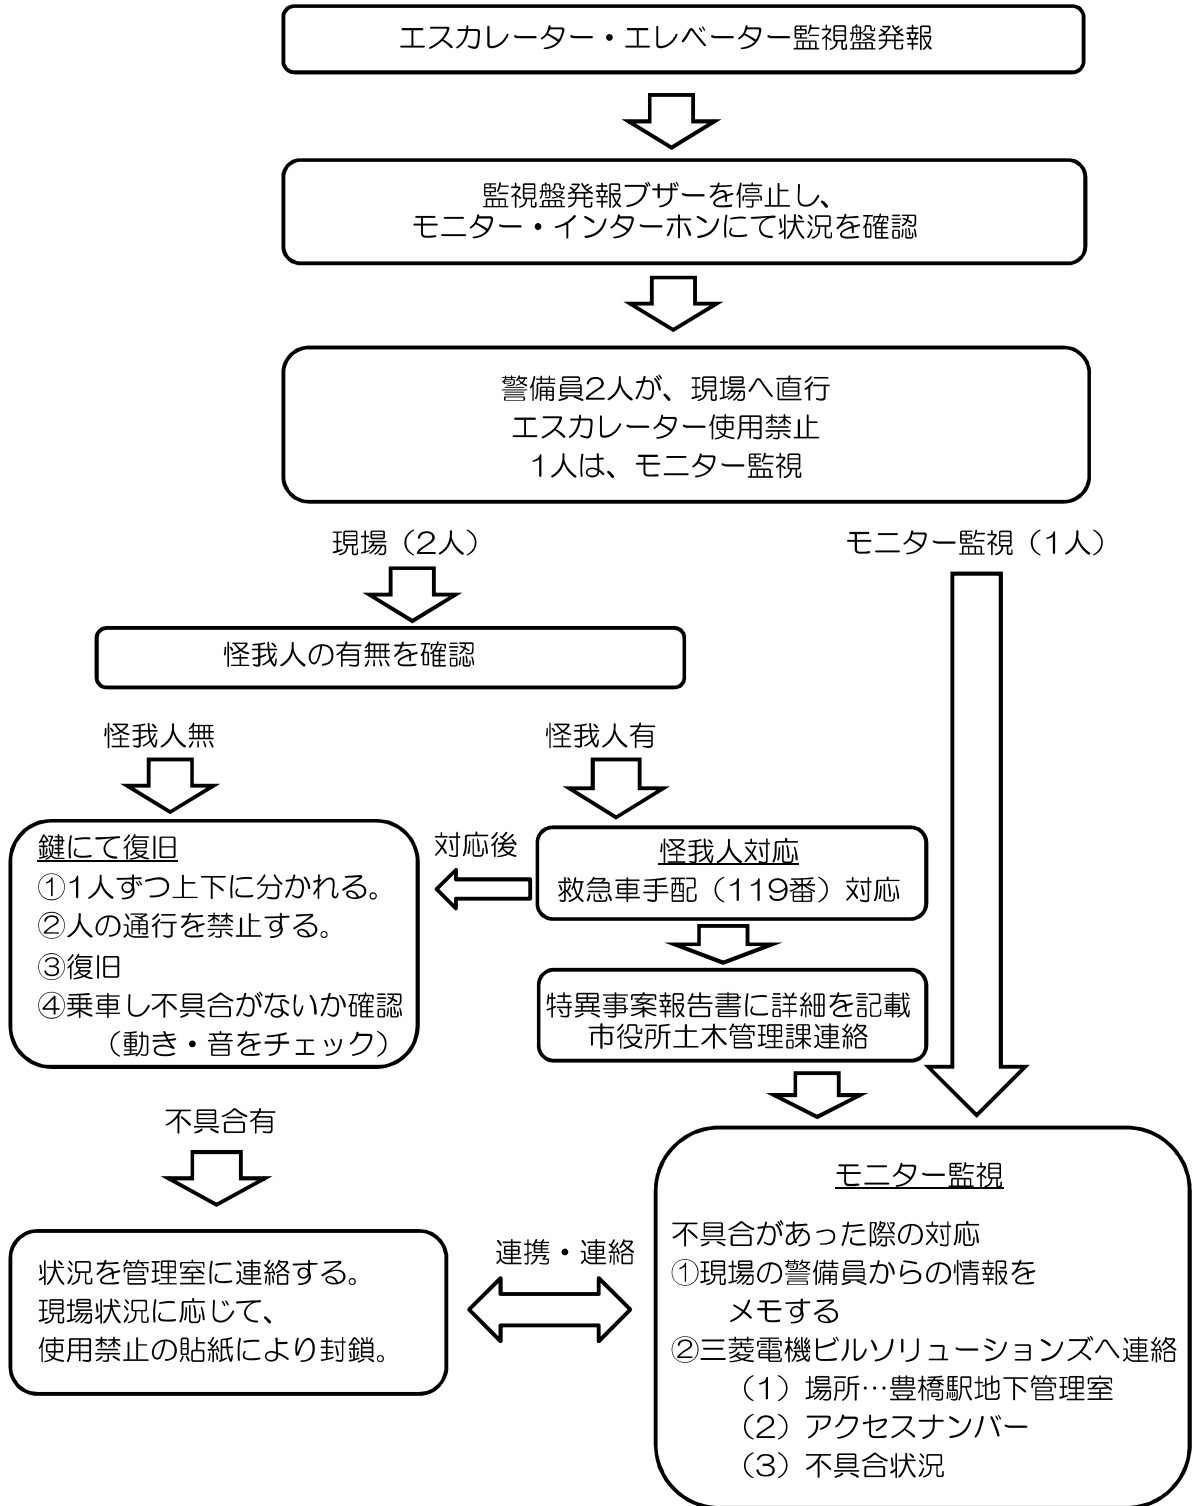 エスカレーター・エレベーター監視盤発報
監視盤発報ブザーを停止し、
モニター・インターホンにて状況を確認
警備員2人が、現場へ直行
エスカレーター使用禁止
1人は、モニター監視
現場（2人）
モニター監視（1人）
怪我人の有無を確認
怪我人無
怪我人有
鍵にて復旧
①1人ずつ上下に分かれる。
②人の通行を禁止する。
③復旧
④乗車し不具合がないか確認
（動き・音をチェック）
対応後
怪我人対応
救急車手配（119番）対応
特異事案報告書に詳細を記載
市役所土木管理課連絡
不具合有
状況を管理室に連絡する。
現場状況に応じて、
使用禁止の貼紙により封鎖。
連携・連絡
モニター監視
不具合があった際の対応
①現場の警備員からの情報を
メモする
②三菱電機ビルソリューションズへ連絡
（1）場所…豊橋駅地下管理室
（2）アクセスナンバー
（3）不具合状況